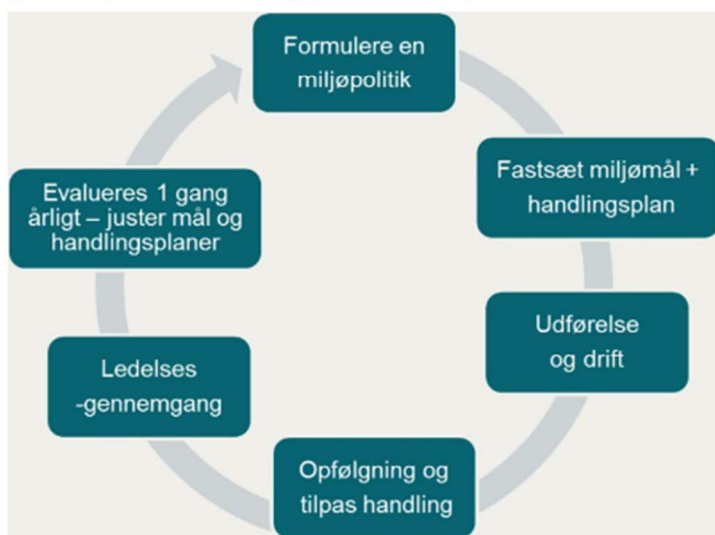 Formulere en
miljøpolitik
Fastsæt miljømål +
handlingsplan
Udførelse
og drift
Opfølgning og
tilpas handling
Ledelses
-gennemgang
Evalueres 1 gang
årligt – juster mål og
handlingsplaner